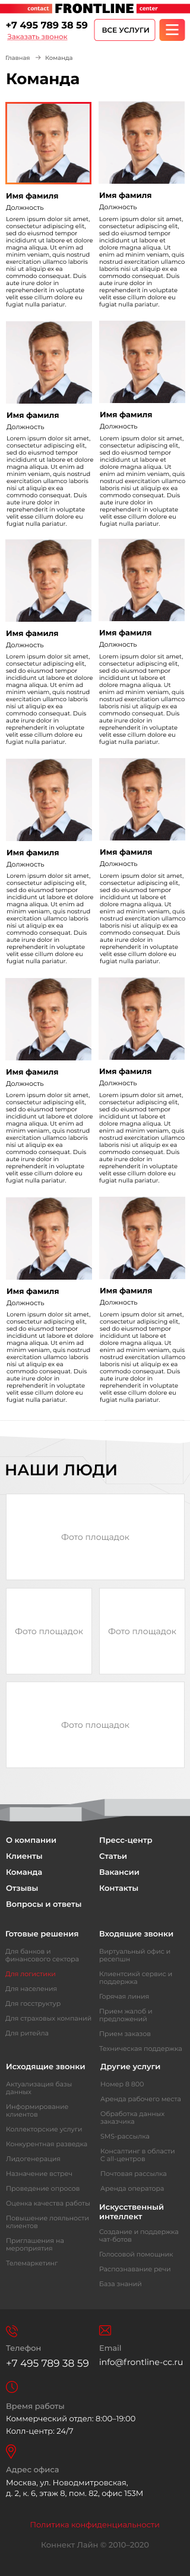 contact FRONTLINE center
+7 495 789 38 59
Заказать звонок
ВСЕ УСЛУГИ
Главная → Команда
Команда
Имя фамилия
Должность
Lorem ipsum dolor sit amet,
consectetur adipiscing elit,
sed do eiusmod tempor
incididunt ut labore et dolore
magna aliqua. Ut enim ad
minim veniam, quis nostrud
exercitation ullamco laboris
nisi ut aliquip ex ea
commodo consequat. Duis
aute irure dolor in
reprehenderit in voluptate
velit esse cillum dolore eu
fugiat nulla pariatur.
Имя фамилия
Должность
Lorem ipsum dolor sit amet,
consectetur adipiscing elit,
sed do eiusmod tempor
incididunt ut labore et
dolore magna aliqua. Ut
enim ad minim veniam, quis
nostrud exercitation ullamco
laboris nisi ut aliquip ex ea
commodo consequat. Duis
aute irure dolor in
reprehenderit in voluptate
velit esse cillum dolore eu
fugiat nulla pariatur.
Имя фамилия
Должность
Lorem ipsum dolor sit amet,
consectetur adipiscing elit,
sed do eiusmod tempor
incididunt ut labore et dolore
magna aliqua. Ut enim ad
minim veniam, quis nostrud
exercitation ullamco laboris
nisi ut aliquip ex ea
commodo consequat. Duis
aute irure dolor in
reprehenderit in voluptate
velit esse cillum dolore eu
fugiat nulla pariatur.
Имя фамилия
Должность
Lorem ipsum dolor sit amet,
consectetur adipiscing elit,
sed do eiusmod tempor
incididunt ut labore et
dolore magna aliqua. Ut
enim ad minim veniam, quis
nostrud exercitation ullamco
laboris nisi ut aliquip ex ea
commodo consequat. Duis
aute irure dolor in
reprehenderit in voluptate
velit esse cillum dolore eu
fugiat nulla pariatur.
Имя фамилия
Должность
Lorem ipsum dolor sit amet,
consectetur adipiscing elit,
sed do eiusmod tempor
incididunt ut labore et dolore
magna aliqua. Ut enim ad
minim veniam, quis nostrud
exercitation ullamco laboris
nisi ut aliquip ex ea
commodo consequat. Duis
aute irure dolor in
reprehenderit in voluptate
velit esse cillum dolore eu
fugiat nulla pariatur.
Имя фамилия
Должность
Lorem ipsum dolor sit amet,
consectetur adipiscing elit,
sed do eiusmod tempor
incididunt ut labore et
dolore magna aliqua. Ut
enim ad minim veniam, quis
nostrud exercitation ullamco
laboris nisi ut aliquip ex ea
commodo consequat. Duis
aute irure dolor in
reprehenderit in voluptate
velit esse cillum dolore eu
fugiat nulla pariatur.
Имя фамилия
Должность
Lorem ipsum dolor sit amet,
consectetur adipiscing elit,
sed do eiusmod tempor
incididunt ut labore et dolore
magna aliqua. Ut enim ad
minim veniam, quis nostrud
exercitation ullamco laboris
nisi ut aliquip ex ea
commodo consequat. Duis
aute irure dolor in
reprehenderit in voluptate
velit esse cillum dolore eu
fugiat nulla pariatur.
Имя фамилия
Должность
Lorem ipsum dolor sit amet,
consectetur adipiscing elit,
sed do eiusmod tempor
incididunt ut labore et
dolore magna aliqua. Ut
enim ad minim veniam, quis
nostrud exercitation ullamco
laboris nisi ut aliquip ex ea
commodo consequat. Duis
aute irure dolor in
reprehenderit in voluptate
velit esse cillum dolore eu
fugiat nulla pariatur.
Имя фамилия
Должность
Lorem ipsum dolor sit amet,
consectetur adipiscing elit,
sed do eiusmod tempor
incididunt ut labore et dolore
magna aliqua. Ut enim ad
minim veniam, quis nostrud
exercitation ullamco laboris
nisi ut aliquip ex ea
commodo consequat. Duis
aute irure dolor in
reprehenderit in voluptate
velit esse cillum dolore eu
fugiat nulla pariatur.
Имя фамилия
Должность
Lorem ipsum dolor sit amet,
consectetur adipiscing elit,
sed do eiusmod tempor
incididunt ut labore et
dolore magna aliqua. Ut
enim ad minim veniam, quis
nostrud exercitation ullamco
laboris nisi ut aliquip ex ea
commodo consequat. Duis
aute irure dolor in
reprehenderit in voluptate
velit esse cillum dolore eu
fugiat nulla pariatur.
Имя фамилия
Должность
Lorem ipsum dolor sit amet,
consectetur adipiscing elit,
sed do eiusmod tempor
incididunt ut labore et dolore
magna aliqua. Ut enim ad
minim veniam, quis nostrud
exercitation ullamco laboris
nisi ut aliquip ex ea
commodo consequat. Duis
aute irure dolor in
reprehenderit in voluptate
velit esse cillum dolore eu
fugiat nulla pariatur.
Имя фамилия
Должность
Lorem ipsum dolor sit amet,
consectetur adipiscing elit,
sed do eiusmod tempor
incididunt ut labore et
dolore magna aliqua. Ut
enim ad minim veniam, quis
nostrud exercitation ullamco
laboris nisi ut aliquip ex ea
commodo consequat. Duis
aute irure dolor in
reprehenderit in voluptate
velit esse cillum dolore eu
fugiat nulla pariatur.
НАШИ ЛЮДИ
Фото площадок
Фото площадок
Фото площадок
Фото площадок
О компании
Клиенты
Команда
Отзывы
Вопросы и ответы
Пресс-центр
Статьи
Вакансии
Контакты
Готовые решения
Для банков и
финансового сектора
Для логистики
Для населения
Для госструктур
Для страховых компаний
Для ритейла
Входящие звонки
Виртуальный офис и
ресепшн
Клиентский сервис и
поддержка
Горячая линия
Прием жалоб и
предложений
Прием заказов
Техническая поддержка
Исходящие звонки
Актуализация базы
данных
Информирование
клиентов
Коллекторские услуги
Конкурентная разведка
Лидогенерация
Назначение встреч
Проведение опросов
Оценка качества работы
Повышение лояльности
клиентов
Приглашения на
мероприятия
Телемаркетинг
Другие услуги
Номер 8 800
Аренда рабочего места
Обработка данных
заказчика
SMS-рассылка
Консалтинг в области
С all-центров
Почтовая рассылка
Аренда оператора
Искусственный
интеллект
Создание и поддержка
чат-ботов
Голосовой помощник
Распознавание речи
База знаний
Телефон
+7 495 789 38 59
Email
info@frontline-cc.ru
Время работы
Коммерческий отдел: 8:00–19:00
Колл-центр: 24/7
Адрес офиса
Москва, ул. Новодмитровская,
д. 2, к. 6, этаж 8, пом. 82, офис 153М
Политика конфиденциальности
Коннект Лайн © 2010–2020